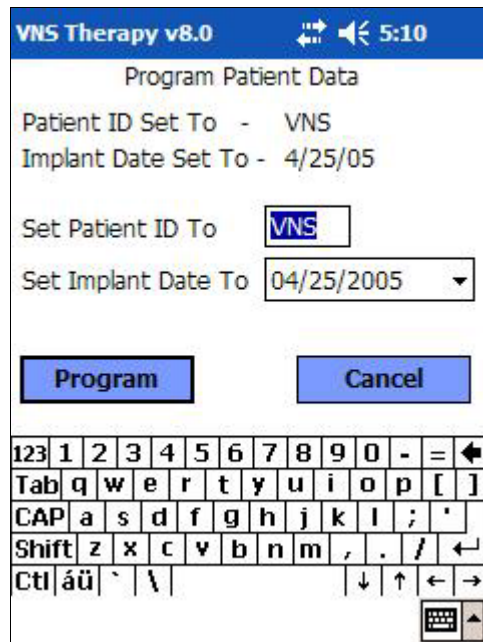 VNS Therapy v8.0 5:10
Program Patient Data
Patient ID Set To - VNS
Implant Date Set To - 4/25/05
Set Patient ID To VNS
Set Implant Date To 04/25/2005
Program Cancel
123 1 2 3 4 5 6 7 8 9 0 - = 🡄
Tab q w e r t y u i o p [ ]
CAP a s d f g h j k l ; '
Shift z x c v b n m , . / ↵
Ctl áü ` \ ↓ ↑ ← →